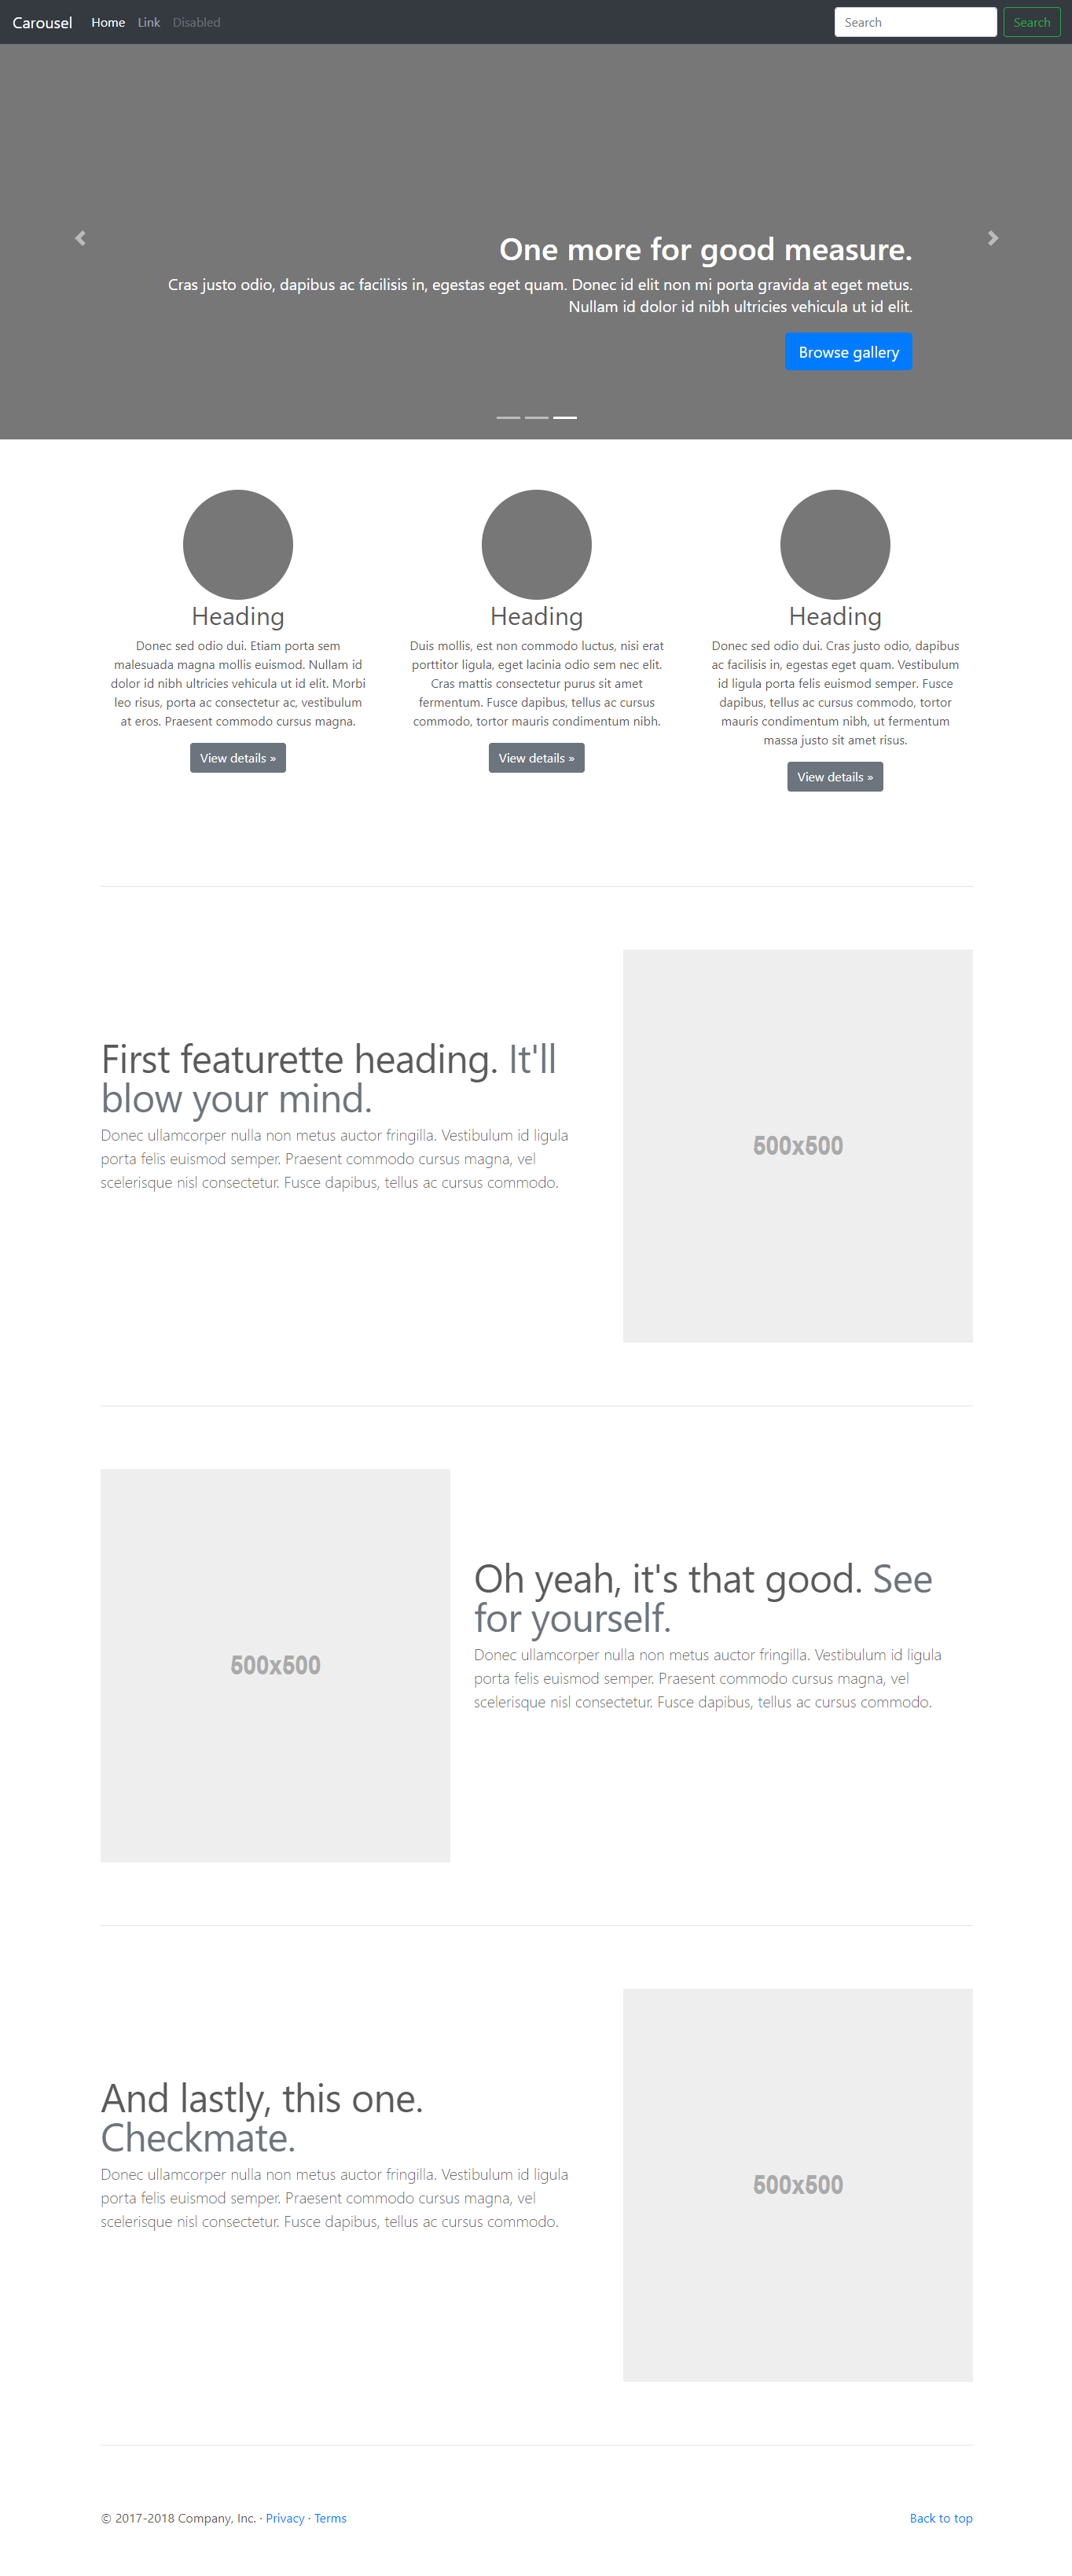 Carousel Home Link Disabled Search Search
One more for good measure.
Cras justo odio, dapibus ac facilisis in, egestas eget quam. Donec id elit non mi porta gravida at eget metus.
Nullam id dolor id nibh ultricies vehicula ut id elit.
Browse gallery
Heading
Donec sed odio dui. Etiam porta sem
malesuada magna mollis euismod. Nullam id
dolor id nibh ultricies vehicula ut id elit. Morbi
leo risus, porta ac consectetur ac, vestibulum
at eros. Praesent commodo cursus magna.
View details »
Heading
Duis mollis, est non commodo luctus, nisi erat
porttitor ligula, eget lacinia odio sem nec elit.
Cras mattis consectetur purus sit amet
fermentum. Fusce dapibus, tellus ac cursus
commodo, tortor mauris condimentum nibh.
View details »
Heading
Donec sed odio dui. Cras justo odio, dapibus
ac facilisis in, egestas eget quam. Vestibulum
id ligula porta felis euismod semper. Fusce
dapibus, tellus ac cursus commodo, tortor
mauris condimentum nibh, ut fermentum
massa justo sit amet risus.
View details »
First featurette heading. It'll
blow your mind.
Donec ullamcorper nulla non metus auctor fringilla. Vestibulum id ligula
porta felis euismod semper. Praesent commodo cursus magna, vel
scelerisque nisl consectetur. Fusce dapibus, tellus ac cursus commodo.
500x500
500x500
Oh yeah, it's that good. See
for yourself.
Donec ullamcorper nulla non metus auctor fringilla. Vestibulum id ligula
porta felis euismod semper. Praesent commodo cursus magna, vel
scelerisque nisl consectetur. Fusce dapibus, tellus ac cursus commodo.
And lastly, this one.
Checkmate.
Donec ullamcorper nulla non metus auctor fringilla. Vestibulum id ligula
porta felis euismod semper. Praesent commodo cursus magna, vel
scelerisque nisl consectetur. Fusce dapibus, tellus ac cursus commodo.
500x500
© 2017-2018 Company, Inc. · Privacy · Terms
Back to top